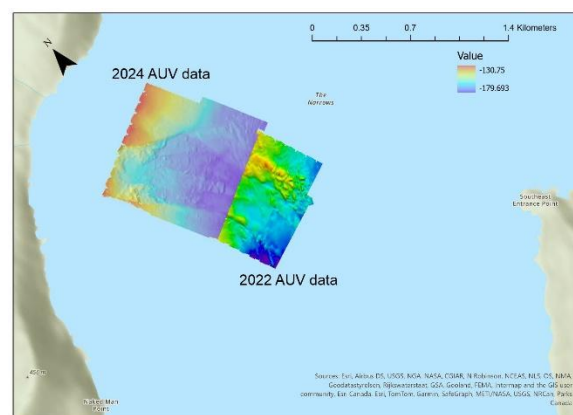 0 0.35 0.7 1.4 Kilometers
N
Value
-130.75
-179.693
2024 AUV data
The
Narrows
Southeast
Entrance Point
2022 AUV data
Naked Man
Point
Sources: Esri, Airbus DS, USGS, NGA, NASA, CGIAR, N Robinson, NCEAS, NLS, OS, NMA,
Geodatastyrelsen, Rijkswaterstaat, GSA, Geoland, FEMA, Intermap and the GIS user
community, Esri Canada, Esri, TomTom, Garmin, SafeGraph, METI/NASA, USGS, NRCan, Parks
Canada